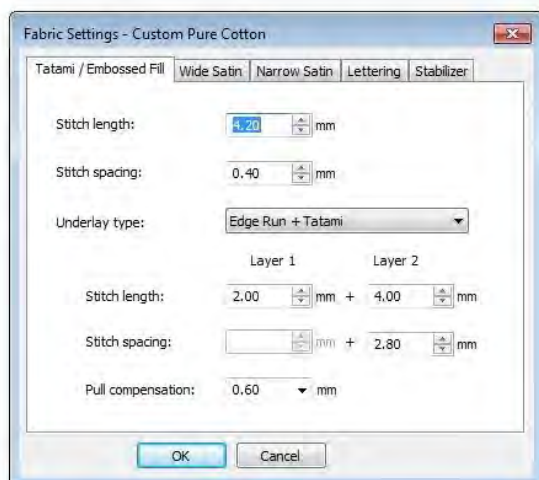 Fabric Settings - Custom Pure Cotton
Tatami / Embossed Fill Wide Satin Narrow Satin Lettering Stabilizer
Stitch length: 4.20 mm
Stitch spacing: 0.40 mm
Underlay type: Edge Run + Tatami
Layer 1 Layer 2
Stitch length: 2.00 mm + 4.00 mm
Stitch spacing: mm + 2.80 mm
Pull compensation: 0.60 mm
OK Cancel